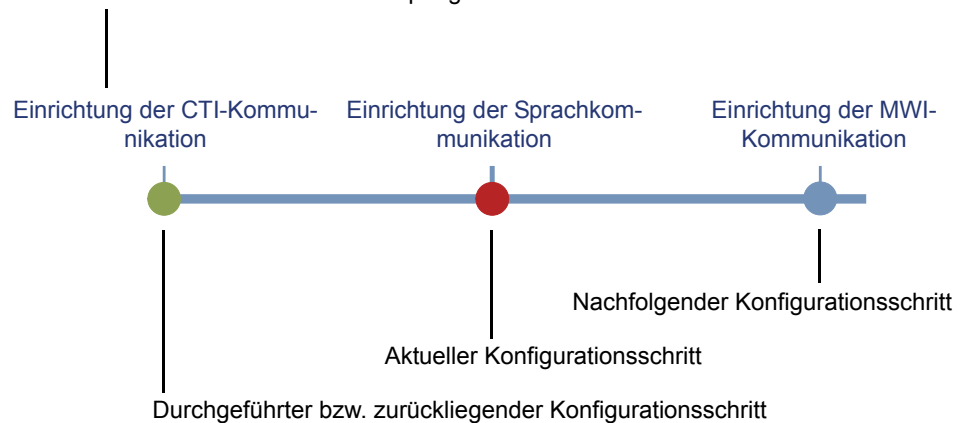 Einrichtung der CTI-Kommu-
nikation
Einrichtung der Sprachkom-
munikation
Einrichtung der MWI-
Kommunikation
Nachfolgender Konfigurationsschritt
Aktueller Konfigurationsschritt
Durchgeführter bzw. zurückliegender Konfigurationsschritt